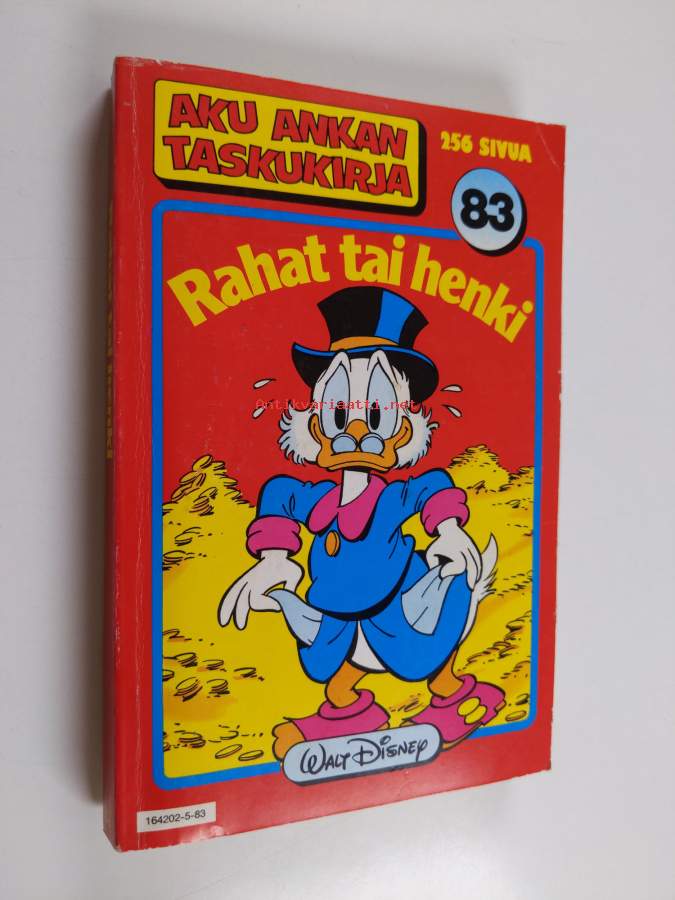 AKU ANKAN
TASKUKIRJA
256 SIVUA
83
Rahat tai henki
Antikvariaatti.net
WALT DISNEY
164202-5-83